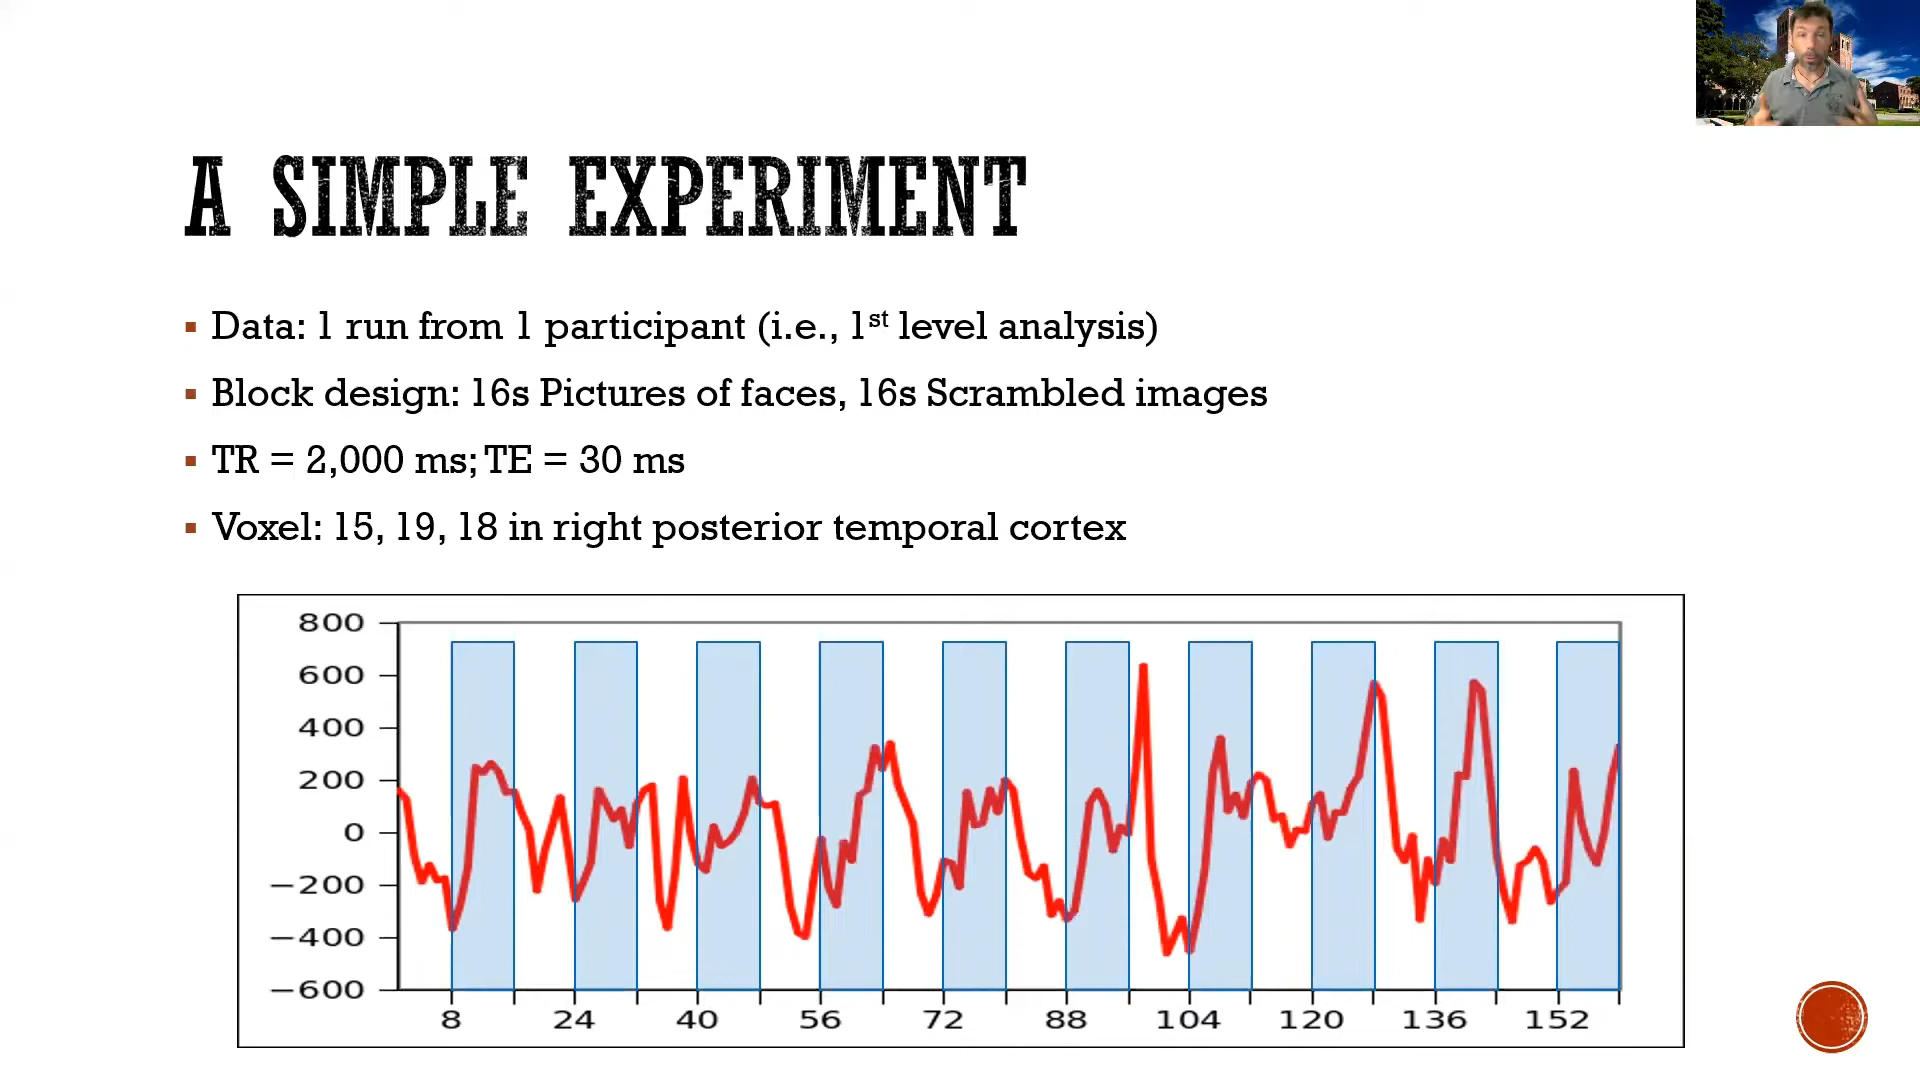 A SIMPLE EXPERIMENT
Data: 1 run from 1 participant (i.e., 1st level analysis)
Block design: 16s Pictures of faces, 16s Scrambled images
TR = 2,000 ms; TE = 30 ms
Voxel: 15, 19, 18 in right posterior temporal cortex
800
600
400
200
0
−200
−400
−600
8 24 40 56 72 88 104 120 136 152